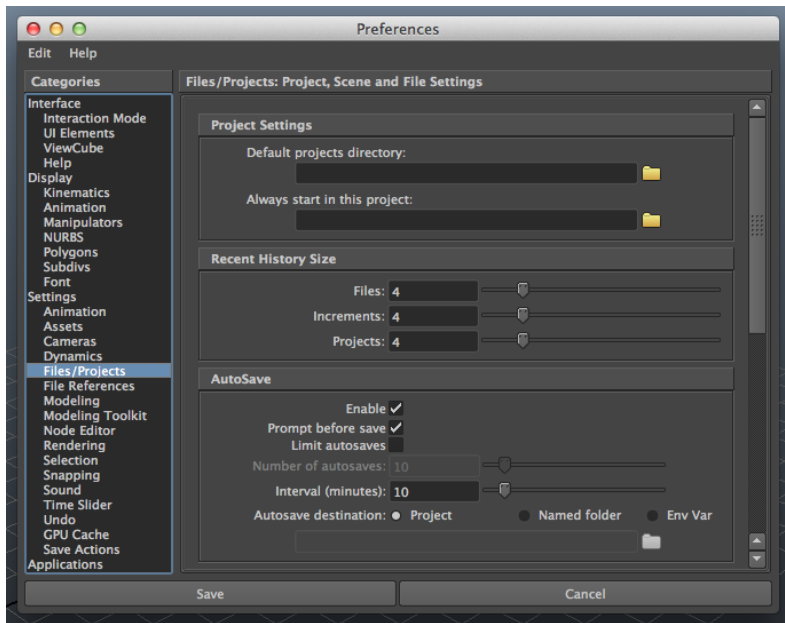 Preferences
Edit Help
Categories
Interface
Interaction Mode
UI Elements
ViewCube
Help
Display
Kinematics
Animation
Manipulators
NURBS
Polygons
Subdivs
Font
Settings
Animation
Assets
Cameras
Dynamics
Files/Projects
File References
Modeling
Modeling Toolkit
Node Editor
Rendering
Selection
Snapping
Sound
Time Slider
Undo
GPU Cache
Save Actions
Applications
Files/Projects: Project, Scene and File Settings
Project Settings
Default projects directory:
Always start in this project:
Recent History Size
Files: 4
Increments: 4
Projects: 4
AutoSave
Enable
Prompt before save
Limit autosaves
Number of autosaves: 10
Interval (minutes): 10
Autosave destination: Project Named folder Env Var
Save Cancel